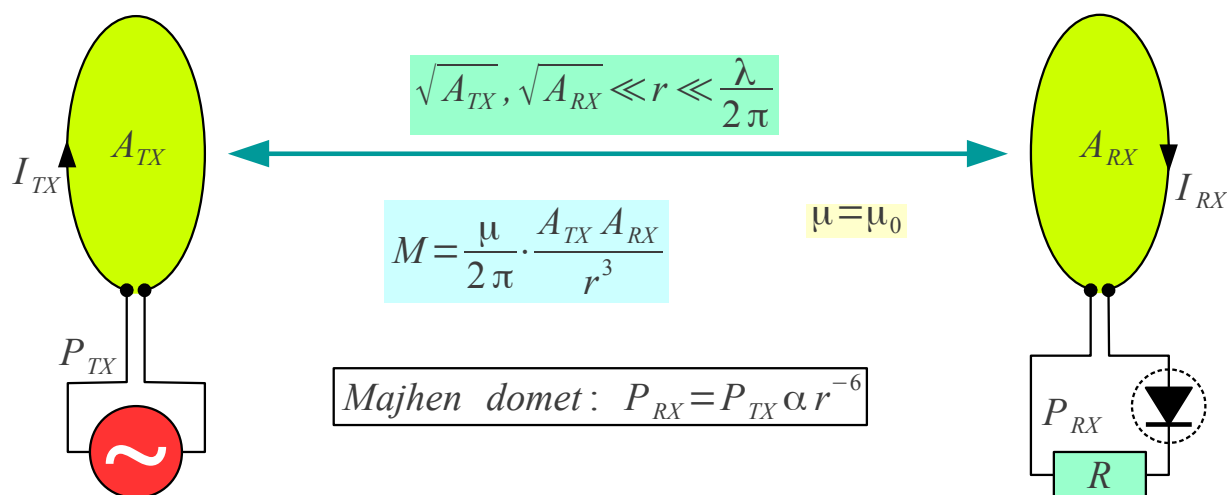 √A_TX , √A_RX ≪ r ≪ λ/2π
A_TX
A_RX
I_TX
I_RX
M = μ/2π · A_TX A_RX/r³
μ=μ₀
P_TX
Majhen domet: P_RX = P_TX α r⁻⁶
P_RX
~
R